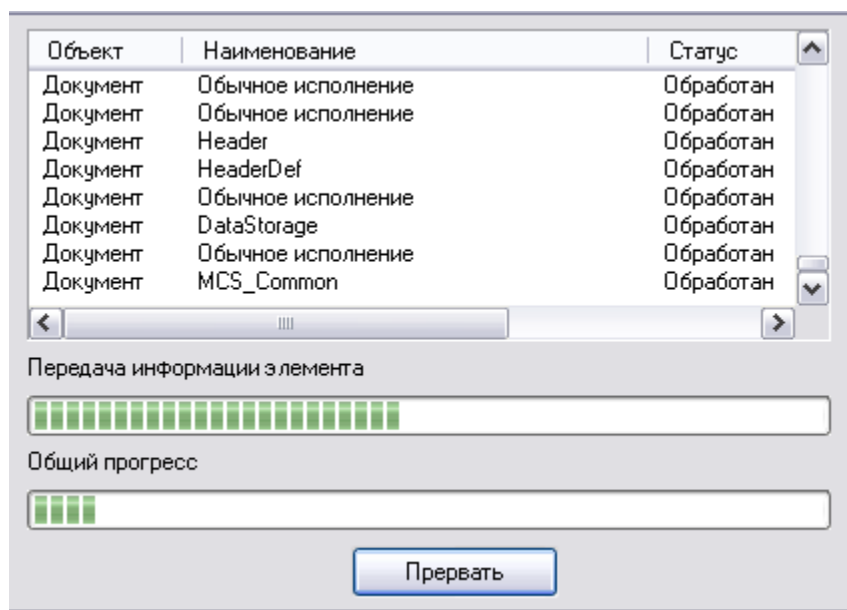 Объект Наименование Статус
Документ Обычное исполнение Обработан
Документ Обычное исполнение Обработан
Документ Header Обработан
Документ HeaderDef Обработан
Документ Обычное исполнение Обработан
Документ DataStorage Обработан
Документ Обычное исполнение Обработан
Документ MCS_Common Обработан
Передача информации элемента
Общий прогресс
Прервать